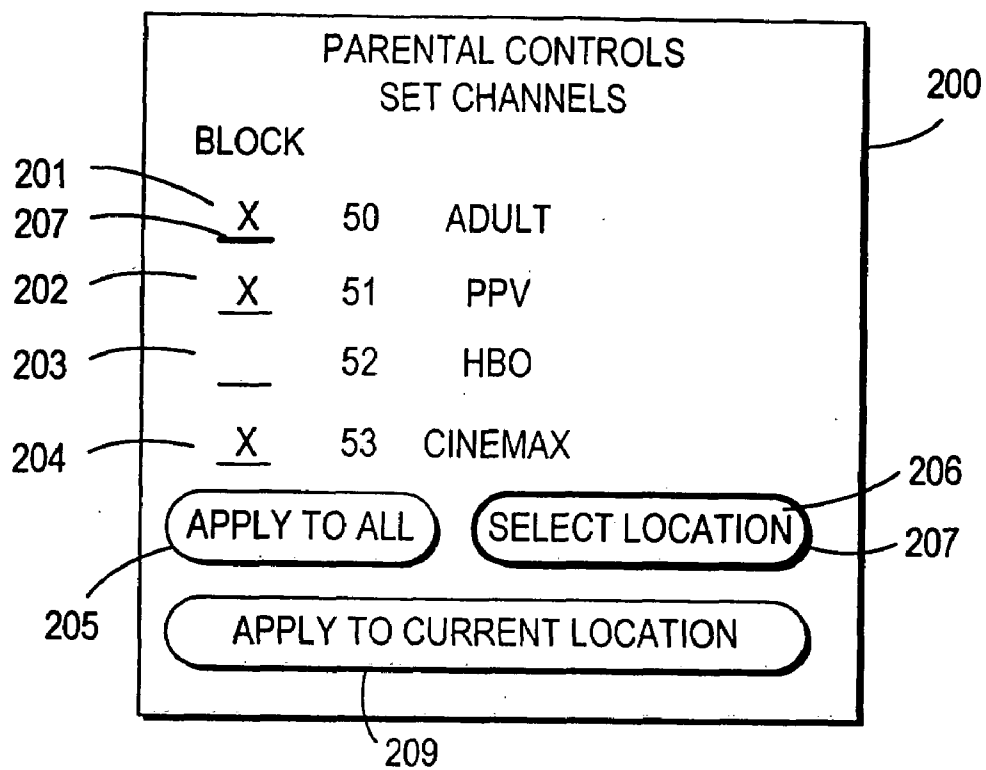 PARENTAL CONTROLS
SET CHANNELS
200
BLOCK
201
X 50 ADULT
207
202 X 51 PPV
203 52 HBO
204 X 53 CINEMAX
206
APPLY TO ALL SELECT LOCATION
207
205
APPLY TO CURRENT LOCATION
209